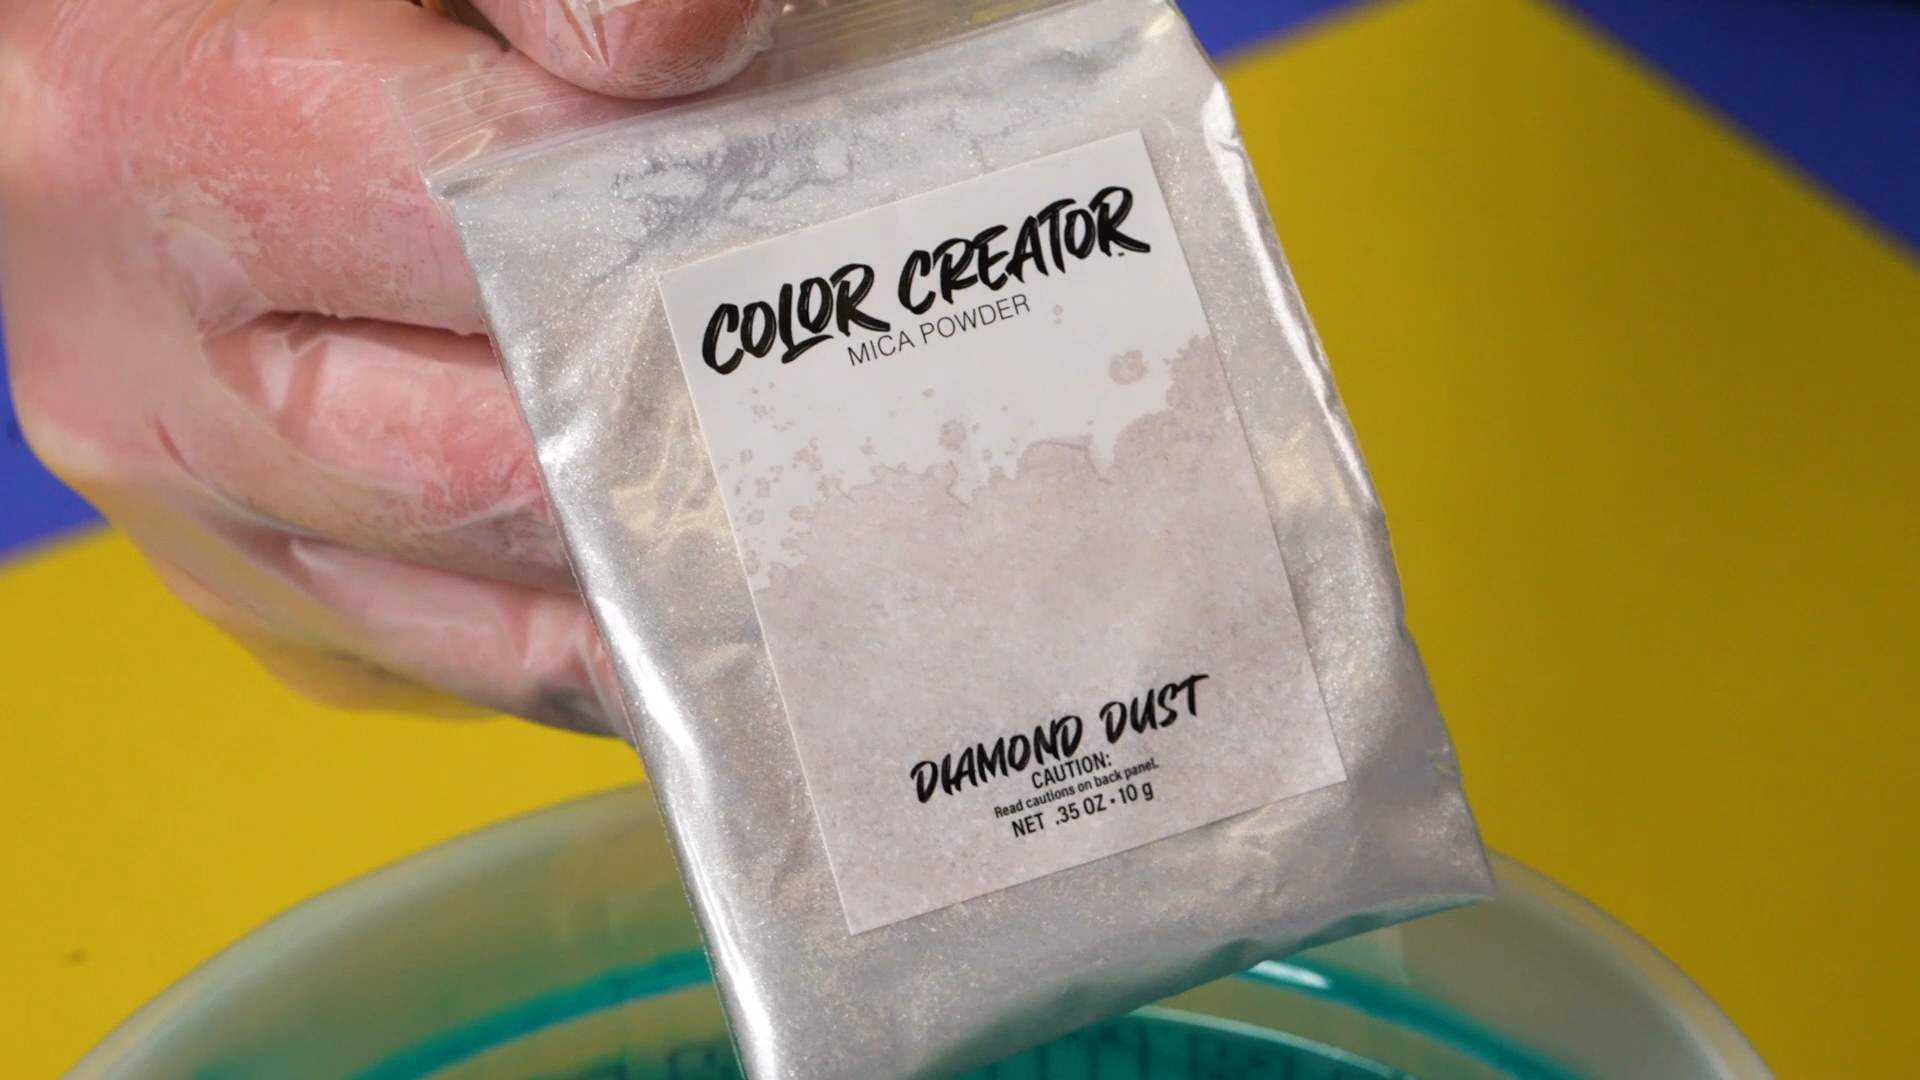 COLOR CREATOR
MICA POWDER
DIAMOND DUST
CAUTION:
Read cautions on back panel.
NET .35 OZ • 10 g